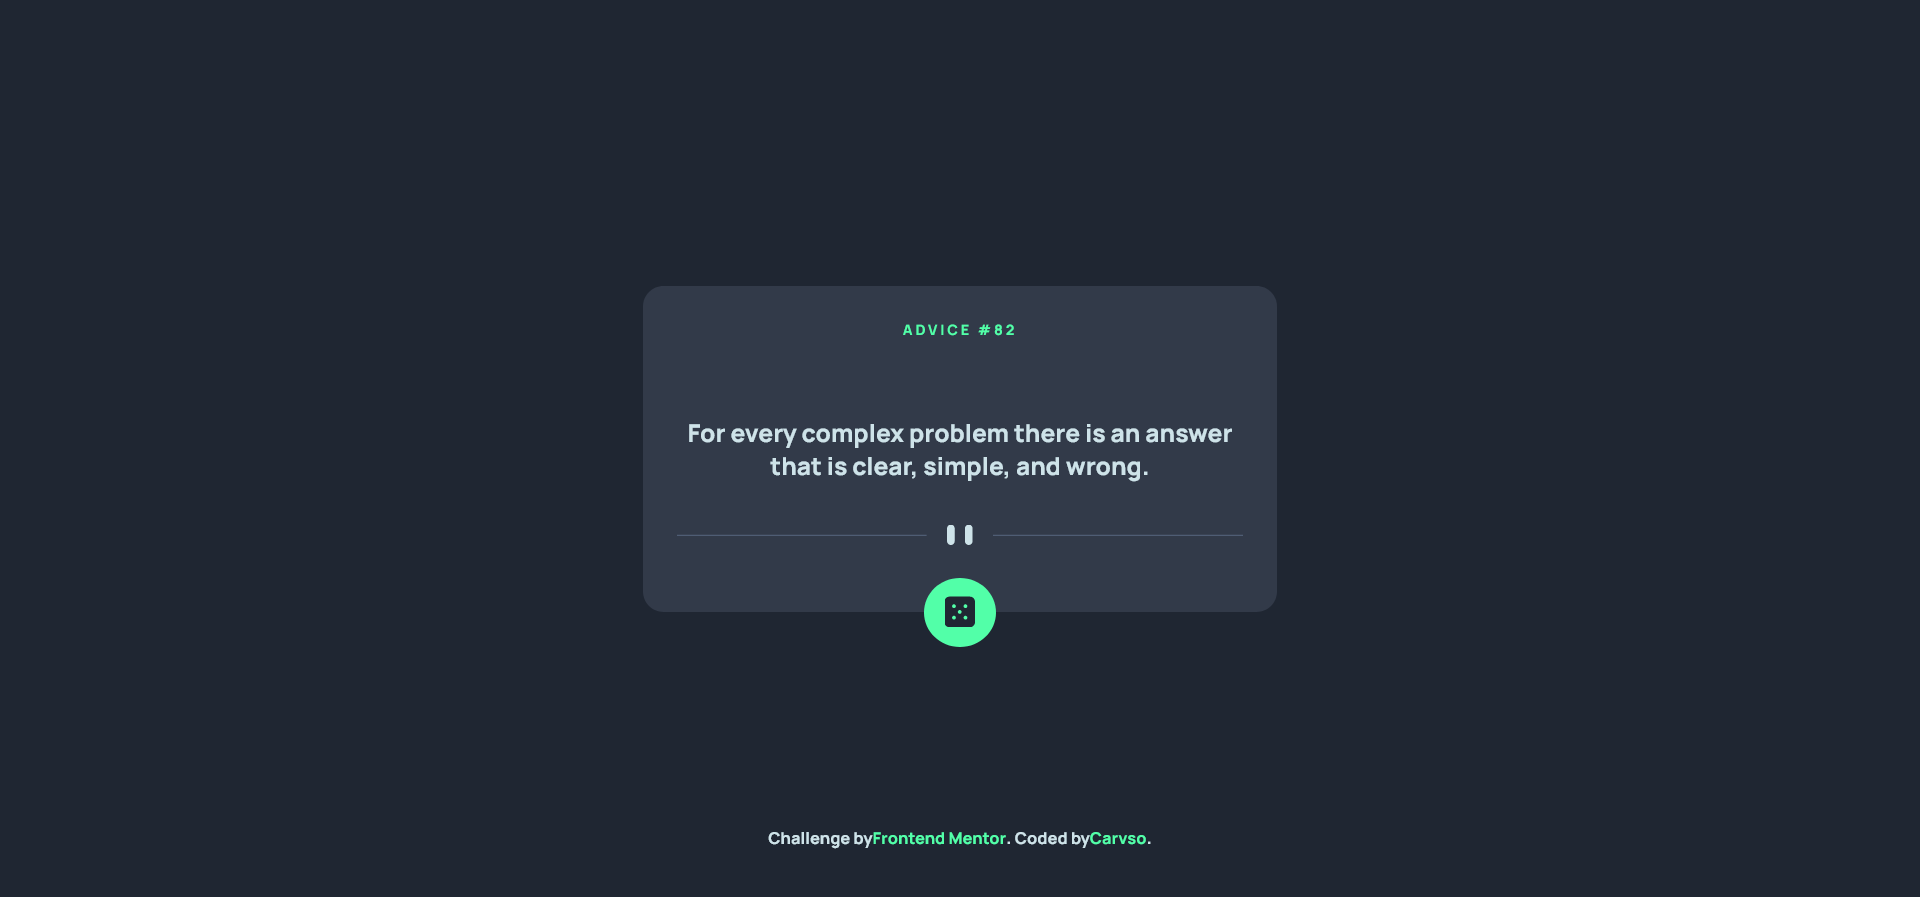 ADVICE #82
For every complex problem there is an answer
that is clear, simple, and wrong.
Challenge byFrontend Mentor. Coded byCarvso.